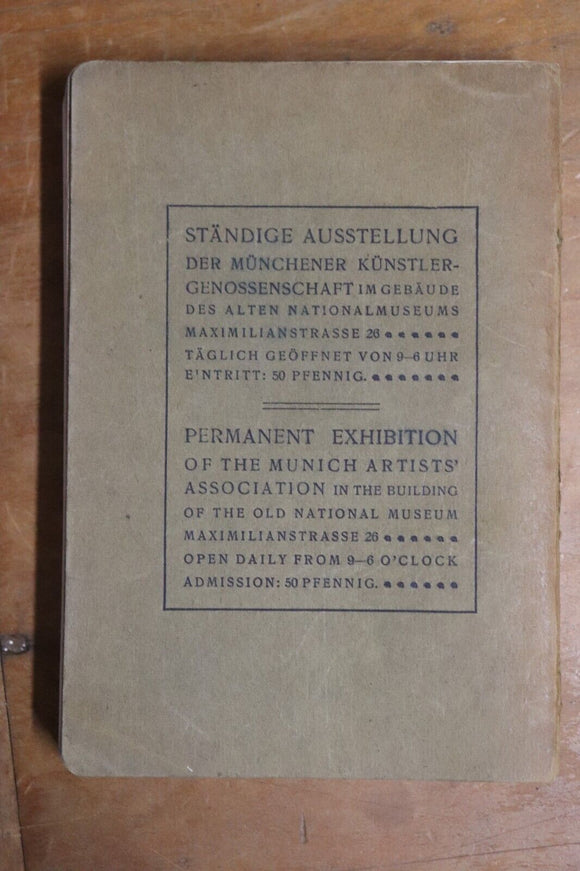 STÄNDIGE AUSSTELLUNG
DER MÜNCHENER KÜNSTLER-
GENOSSENSCHAFT IM GEBÄUDE
DES ALTEN NATIONALMUSEUMS
MAXIMILIANSTRASSE 26
TÄGLICH GEÖFFNET VON 9–6 UHR
EINTRITT: 50 PFENNIG.
PERMANENT EXHIBITION
OF THE MUNICH ARTISTS'
ASSOCIATION IN THE BUILDING
OF THE OLD NATIONAL MUSEUM
MAXIMILIANSTRASSE 26
OPEN DAILY FROM 9–6 O'CLOCK
ADMISSION: 50 PFENNIG.